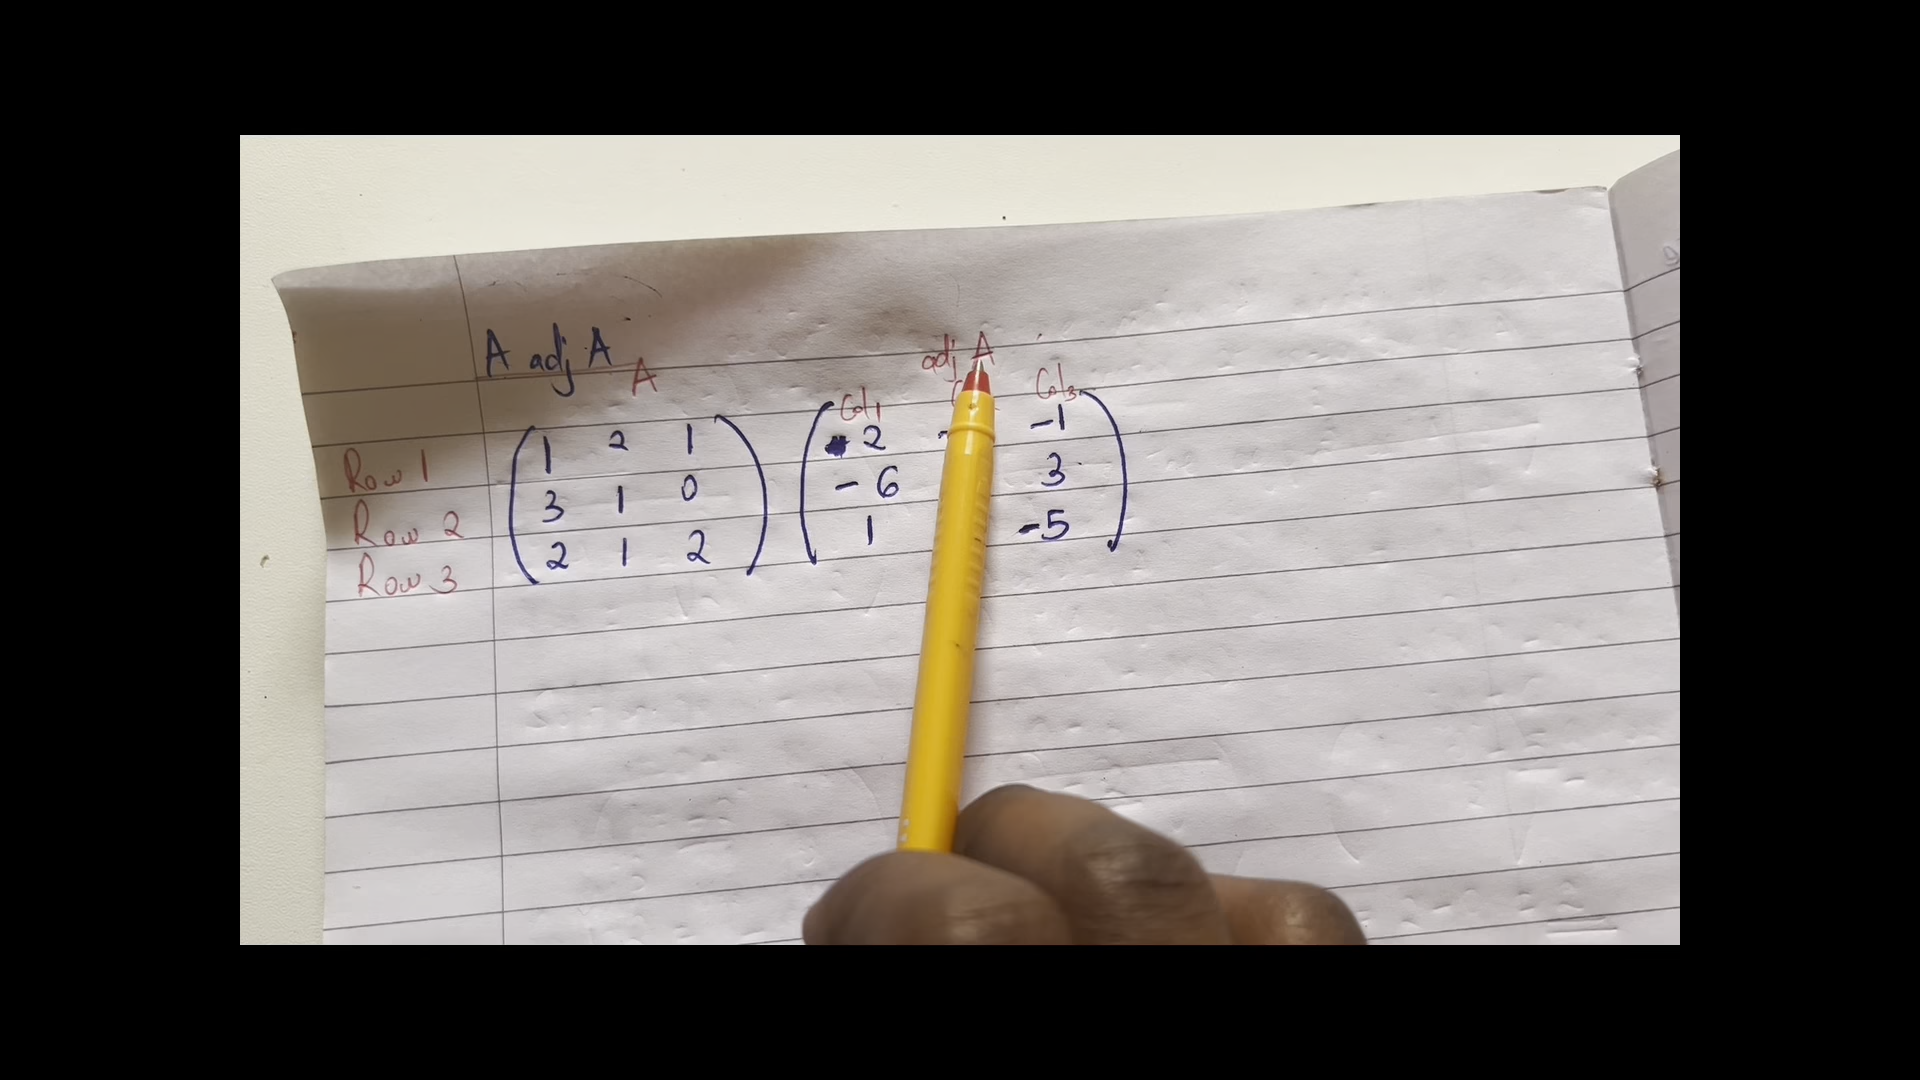 A adj A
A adj A
Col1 Col3
Row 1 1 2 1 2 - -1
Row 2 3 1 0 - 6 3
Row 3 2 1 2 1 -5